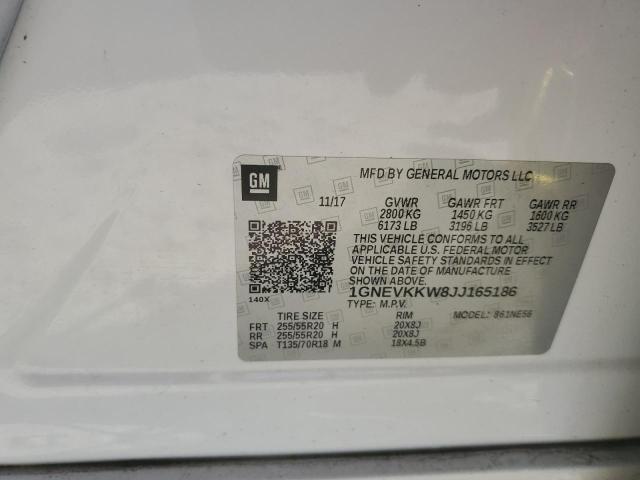 GM
MFD BY GENERAL MOTORS LLC
11/17 GVWR GAWR FRT GAWR RR
2800 KG 1450 KG 1600 KG
6173 LB 3196 LB 3527 LB
THIS VEHICLE CONFORMS TO ALL
APPLICABLE U.S. FEDERAL MOTOR
VEHICLE SAFETY STANDARDS IN EFFECT
ON THE DATE OF MANUFACTURE
SHOWN ABOVE.
1GNEVKKW8JJ165186
140X
TYPE: M.P.V. MODEL: 861NE56
TIRE SIZE RIM
FRT 255/55R20 H 20X8J
RR 255/55R20 H 20X8J
SPA T135/70R18 M 18X4.5B